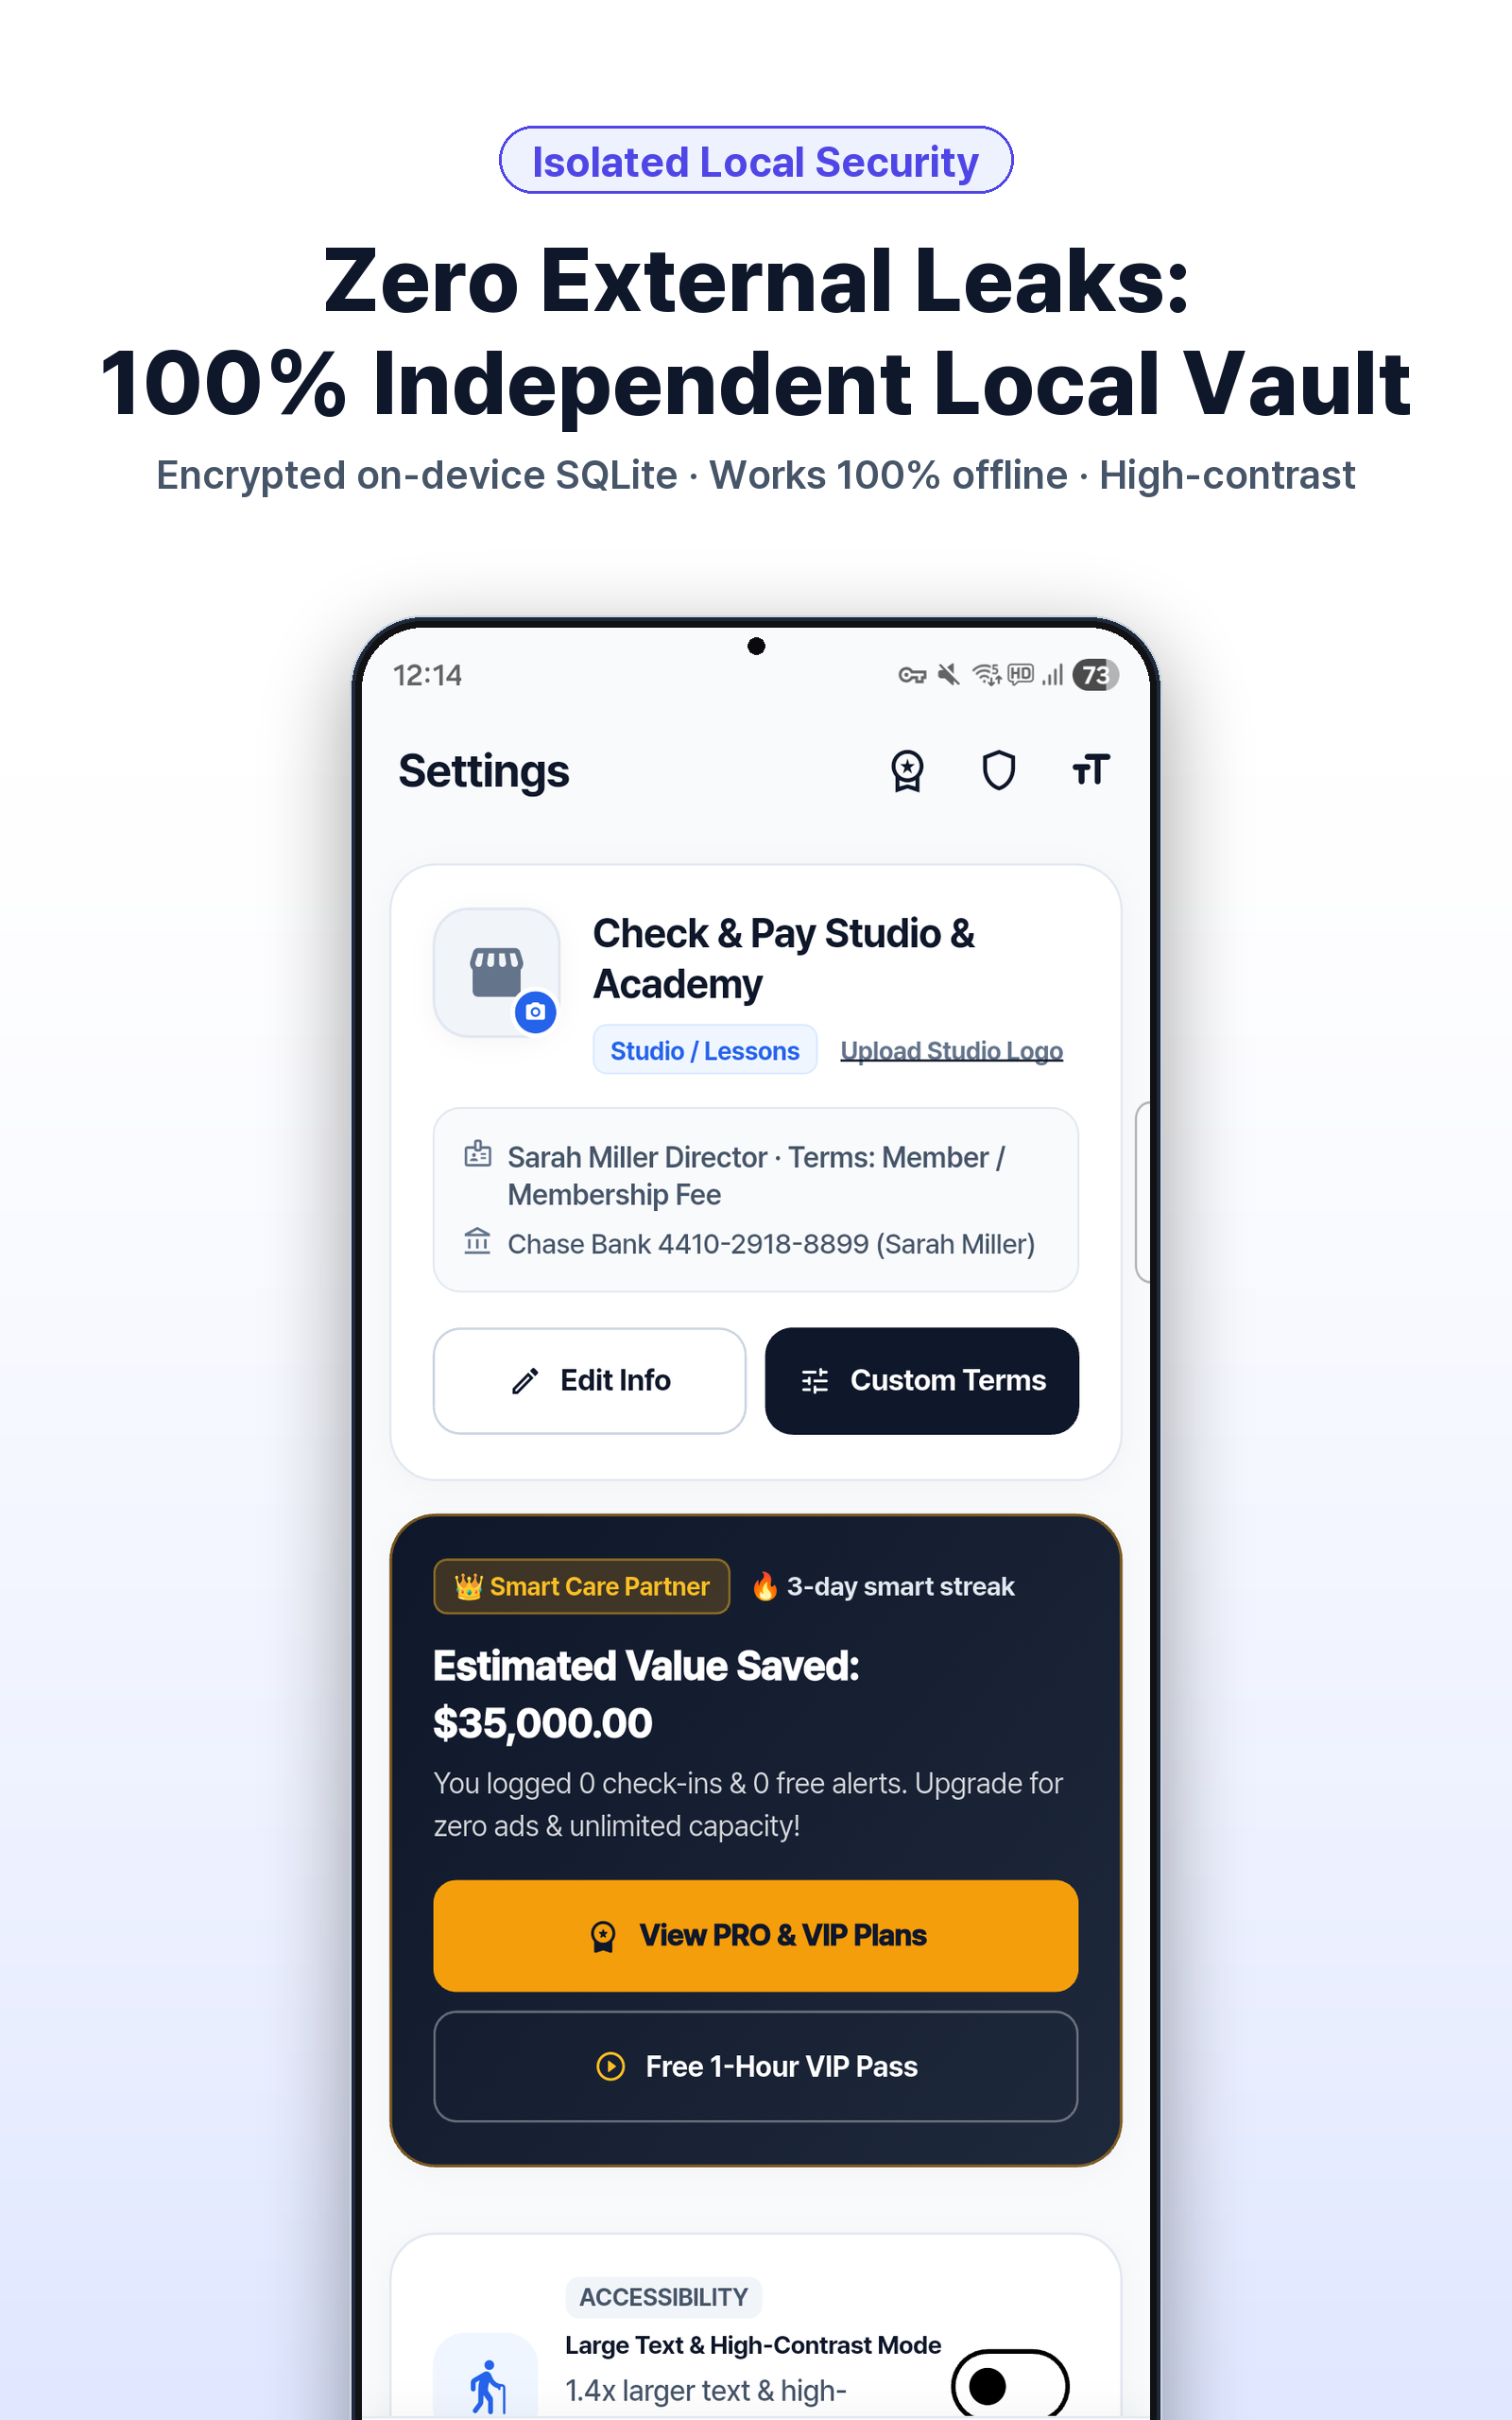 Isolated Local Security
Zero External Leaks:
100% Independent Local Vault
Encrypted on-device SQLite · Works 100% offline · High-contrast
12:14
5
HD
73
Settings
Check & Pay Studio &
Academy
Studio / Lessons
Upload Studio Logo
Sarah Miller Director · Terms: Member /
Membership Fee
Chase Bank 4410-2918-8899 (Sarah Miller)
Edit Info
Custom Terms
👑 Smart Care Partner
🔥 3-day smart streak
Estimated Value Saved:
$35,000.00
You logged 0 check-ins & 0 free alerts. Upgrade for
zero ads & unlimited capacity!
View PRO & VIP Plans
Free 1-Hour VIP Pass
ACCESSIBILITY
Large Text & High-Contrast Mode
1.4x larger text & high-